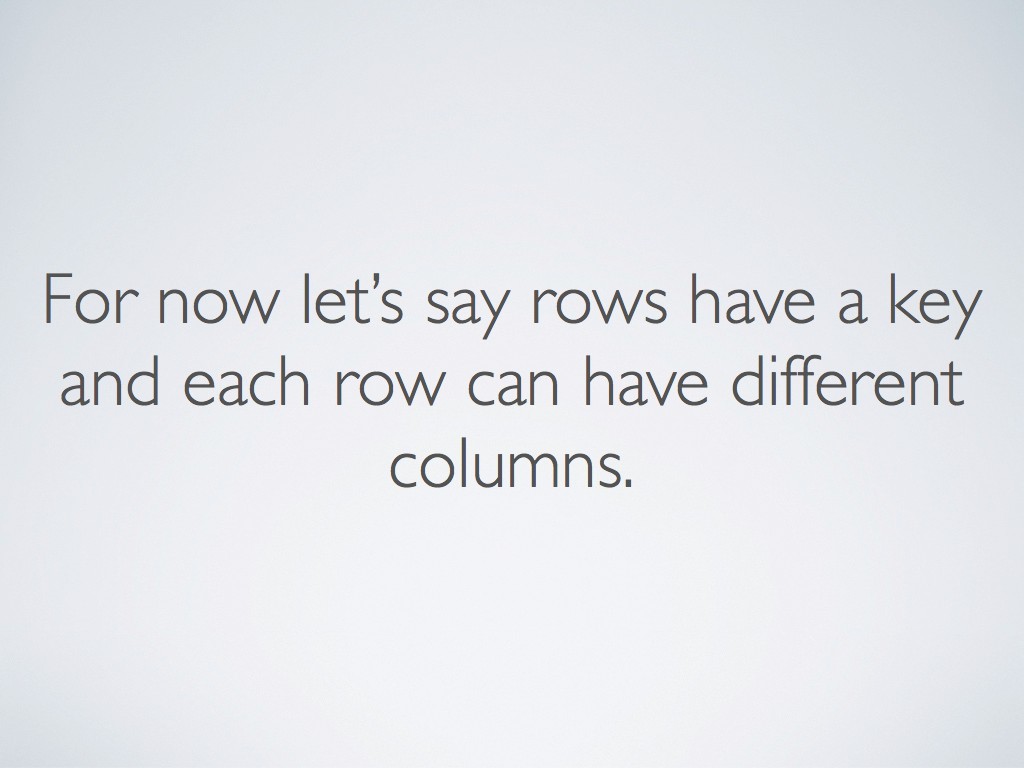 For now let’s say rows have a key
and each row can have different
columns.